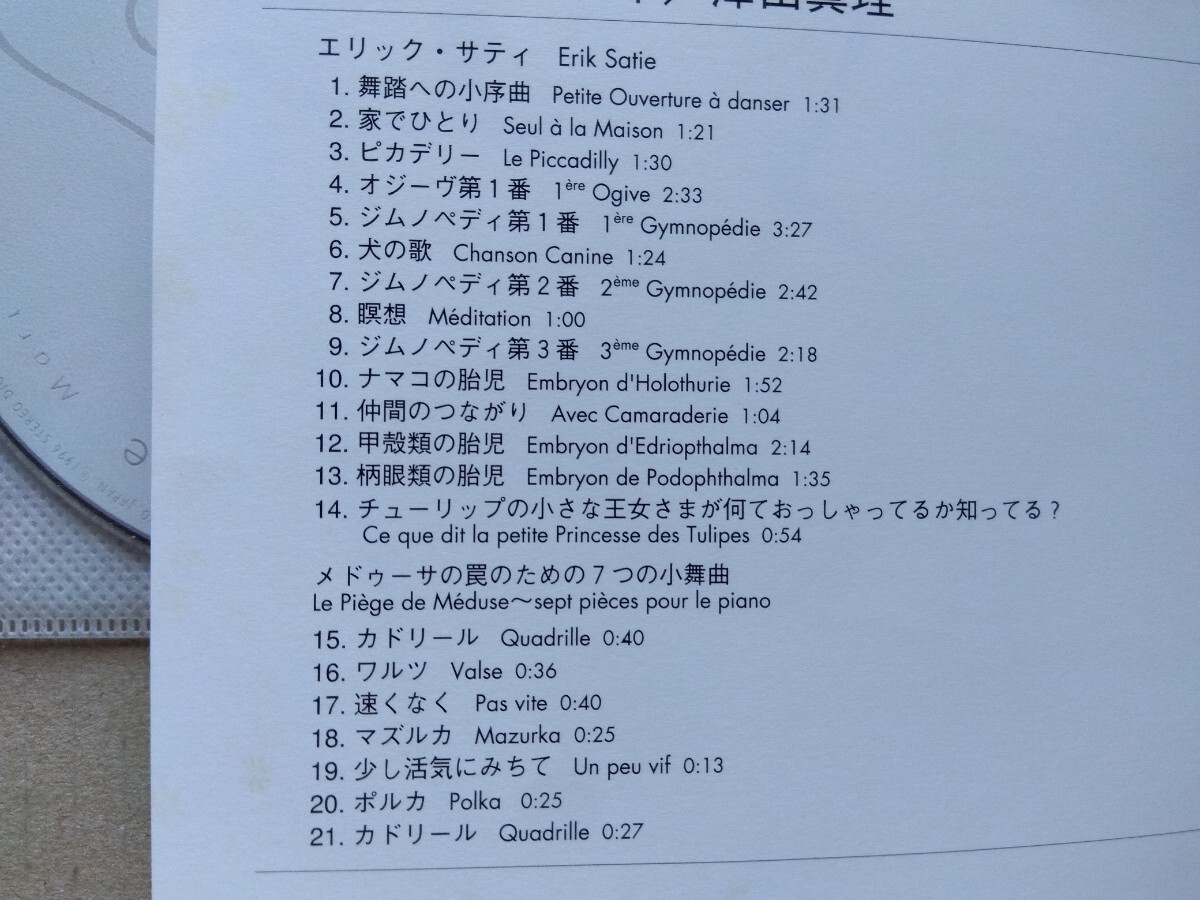 津田真理
エリック・サティ Erik Satie
1. 舞踏への小序曲 Petite Ouverture à danser 1:31
2. 家でひとり Seul à la Maison 1:21
3. ピカデリー Le Piccadilly 1:30
4. オジーヴ第1番 1ère Ogive 2:33
5. ジムノペディ第1番 1ère Gymnopédie 3:27
6. 犬の歌 Chanson Canine 1:24
7. ジムノペディ第2番 2ème Gymnopédie 2:42
8. 瞑想 Méditation 1:00
9. ジムノペディ第3番 3ème Gymnopédie 2:18
10. ナマコの胎児 Embryon d'Holothurie 1:52
11. 仲間のつながり Avec Camaraderie 1:04
12. 甲殻類の胎児 Embryon d'Edriopthalma 2:14
13. 柄眼類の胎児 Embryon de Podophthalma 1:35
14. チューリップの小さな王女さまが何ておっしゃってるか知ってる?
Ce que dit la petite Princesse des Tulipes 0:54
メドゥーサの罠のための7つの小舞曲
Le Piège de Méduse〜sept pièces pour le piano
15. カドリール Quadrille 0:40
16. ワルツ Valse 0:36
17. 速くなく Pas vite 0:40
18. マズルカ Mazurka 0:25
19. 少し活気にみちて Un peu vif 0:13
20. ポルカ Polka 0:25
21. カドリール Quadrille 0:27
Mari
e
JAPAN ℗ 1996 STEREO